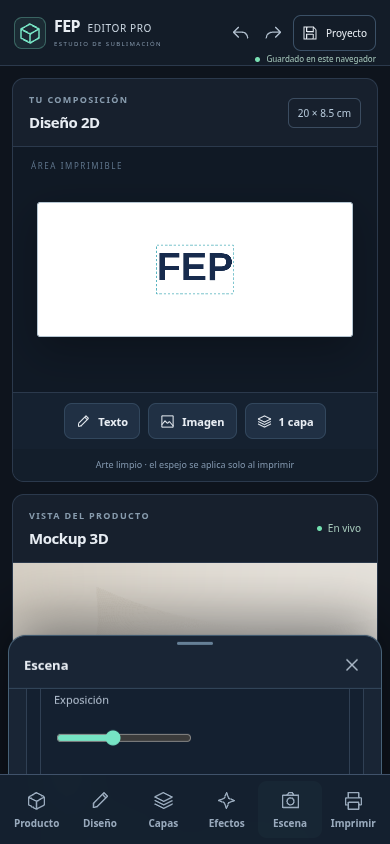 FEP EDITOR PRO
ESTUDIO DE SUBLIMACIÓN
Proyecto
Guardado en este navegador
TU COMPOSICIÓN
Diseño 2D
20 × 8.5 cm
ÁREA IMPRIMIBLE
FEP
Texto
Imagen
1 capa
Arte limpio · el espejo se aplica solo al imprimir
VISTA DEL PRODUCTO
Mockup 3D
En vivo
Escena
Exposición
Producto
Diseño
Capas
Efectos
Escena
Imprimir